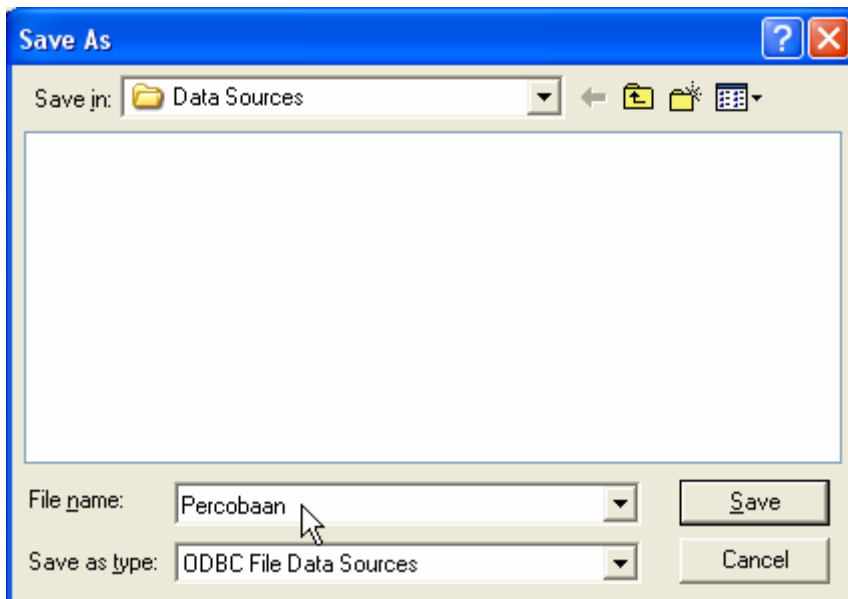 Save As
Save in: Data Sources
File name: Percobaan Save
Save as type: ODBC File Data Sources Cancel